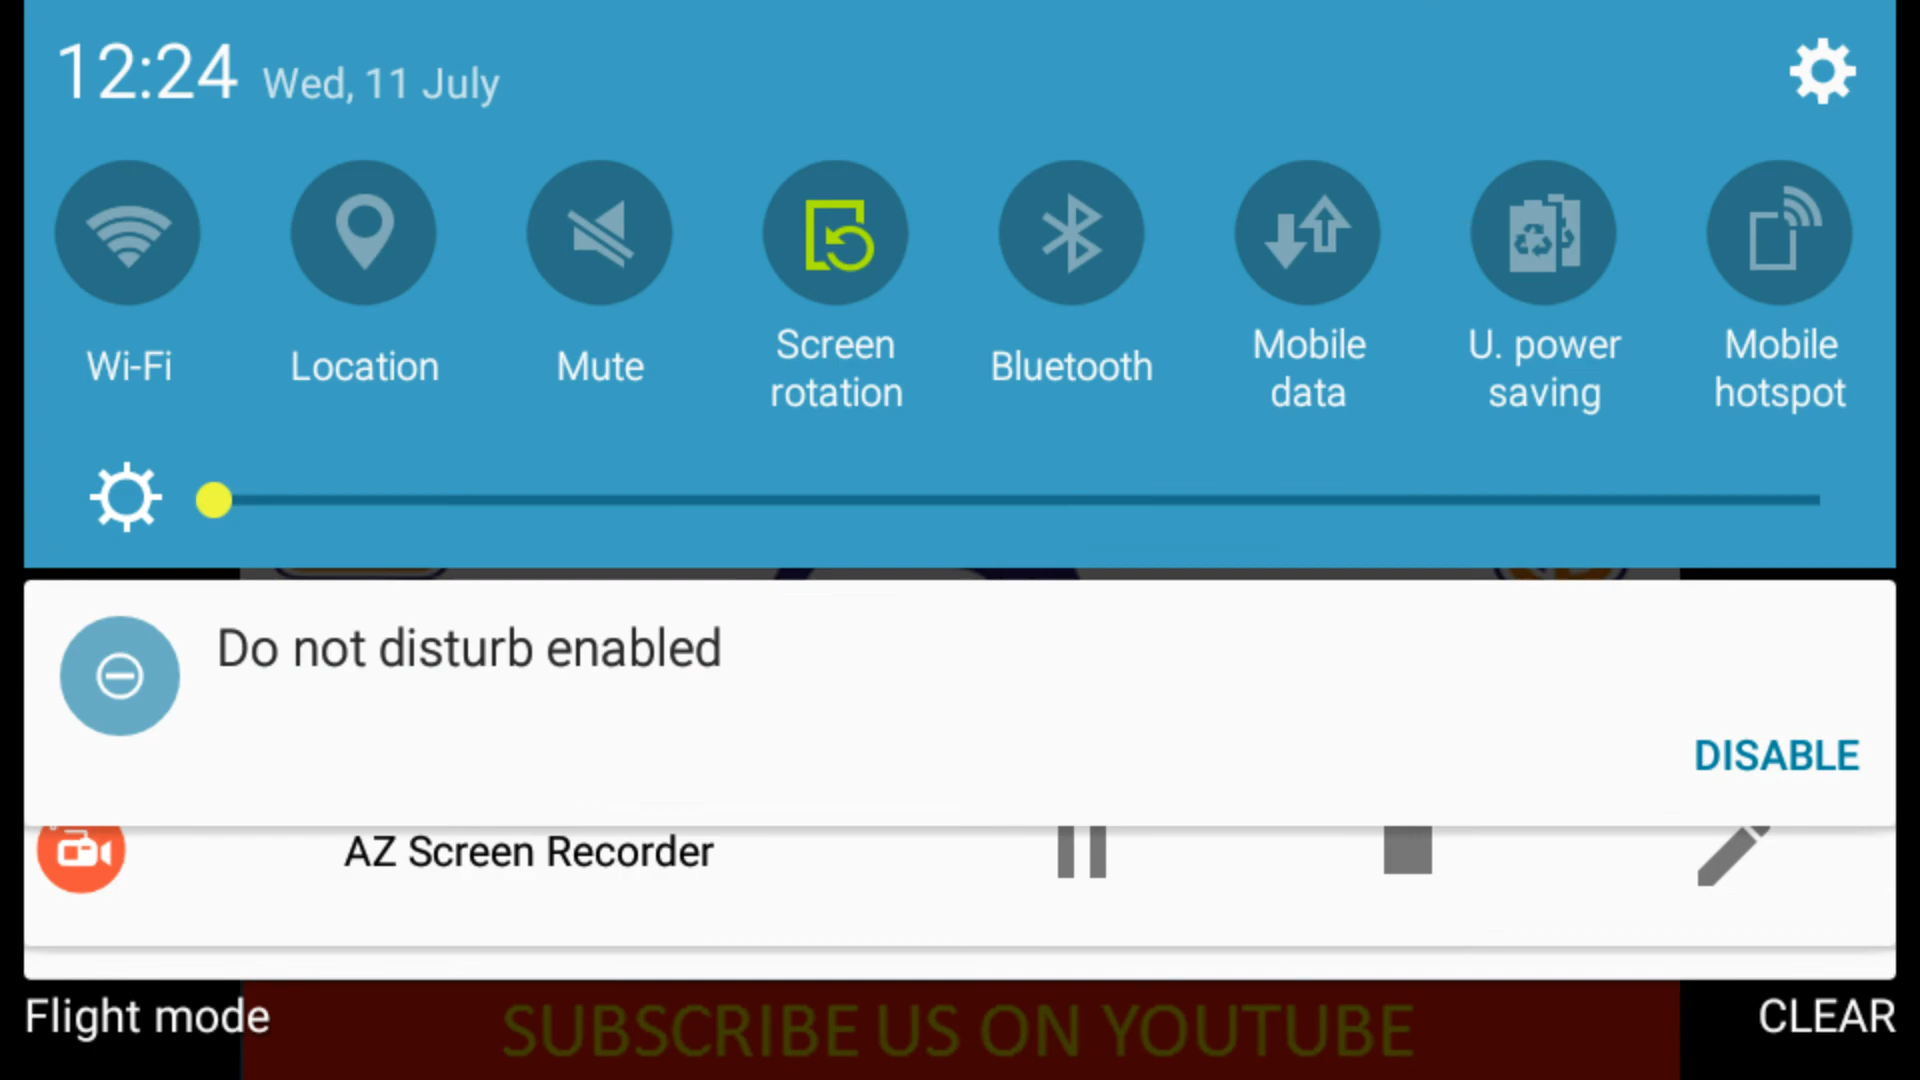 12:24 Wed, 11 July
Wi-Fi
Location
Mute
Screen
rotation
Bluetooth
Mobile
data
U. power
saving
Mobile
hotspot
Do not disturb enabled
DISABLE
AZ Screen Recorder
Flight mode
CLEAR
SUBSCRIBE US ON YOUTUBE